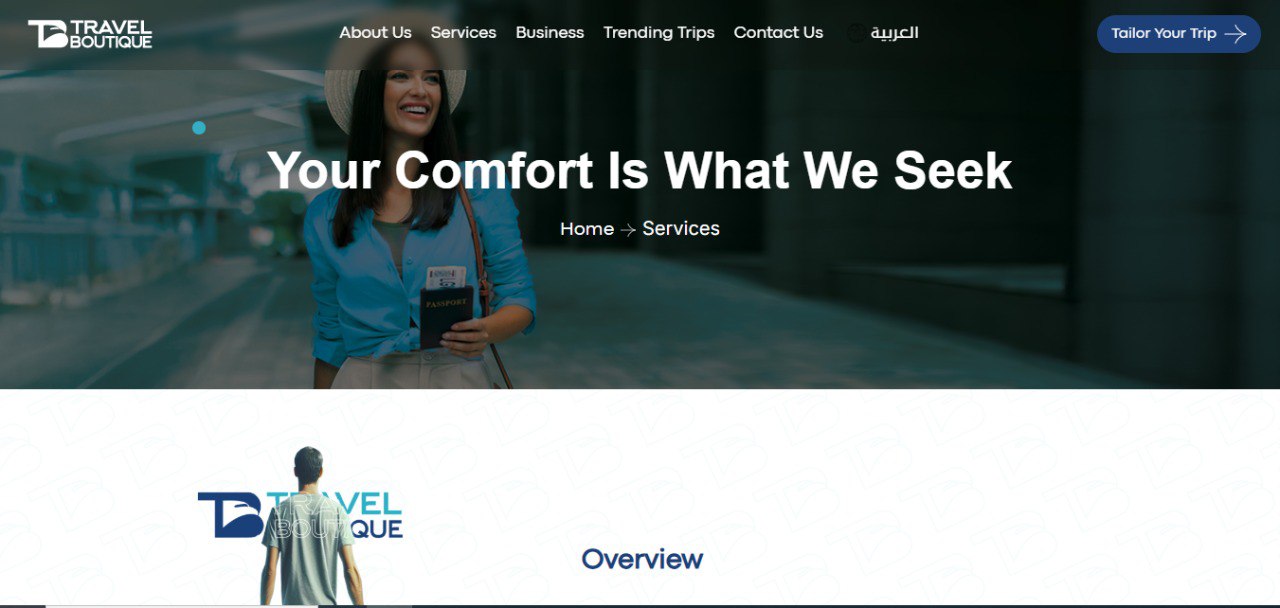 TRAVEL
BOUTIQUE
About Us Services Business Trending Trips Contact Us العربية
Tailor Your Trip
Your Comfort Is What We Seek
Home → Services
PASSPORT
TRAVEL
BOUTIQUE
Overview